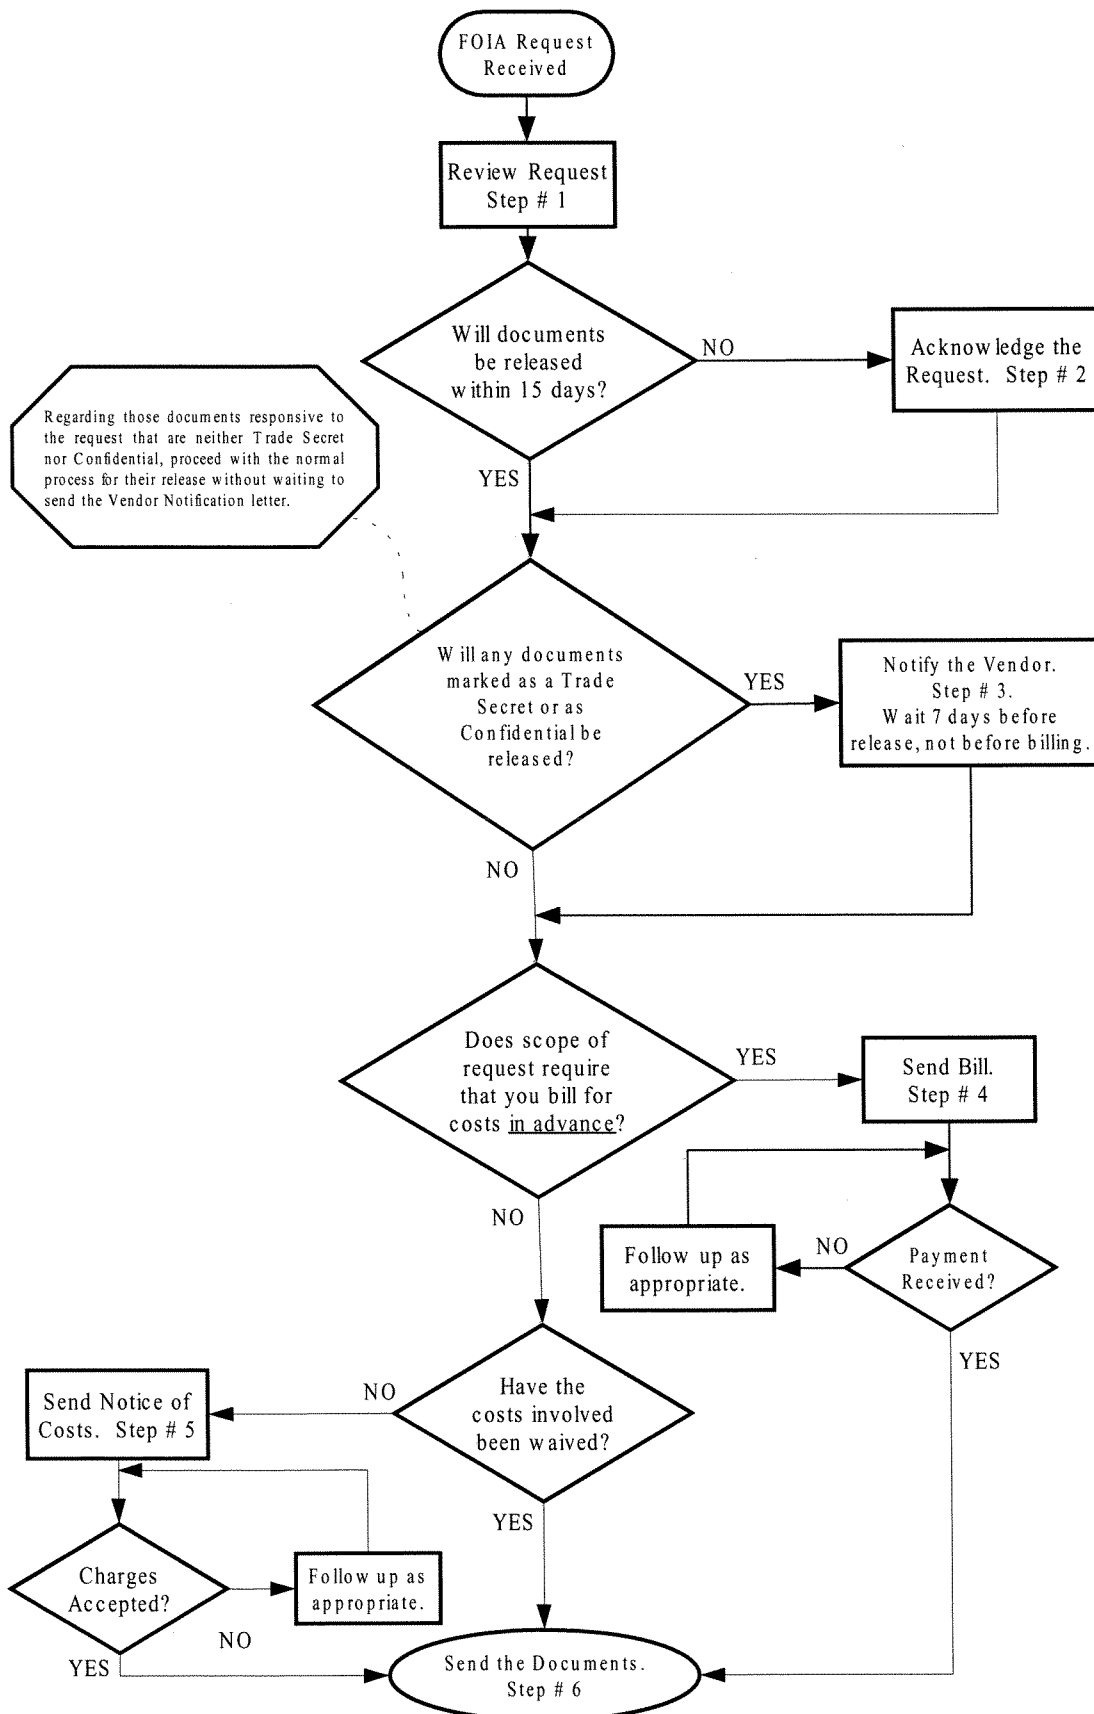 FOIA Request
Received
Review Request
Step # 1
Will documents
be released
within 15 days?
NO
Acknowledge the
Request. Step # 2
YES
Regarding those documents responsive to
the request that are neither Trade Secret
nor Confidential, proceed with the normal
process for their release without waiting to
send the Vendor Notification letter.
Will any documents
marked as a Trade
Secret or as
Confidential be
released?
YES
Notify the Vendor.
Step # 3.
Wait 7 days before
release, not before billing.
NO
Does scope of
request require
that you bill for
costs in advance?
YES
Send Bill.
Step # 4
NO
Follow up as
appropriate.
NO
Payment
Received?
YES
Have the
costs involved
been waived?
NO
Send Notice of
Costs. Step # 5
YES
Charges
Accepted?
Follow up as
appropriate.
NO
YES
Send the Documents.
Step # 6